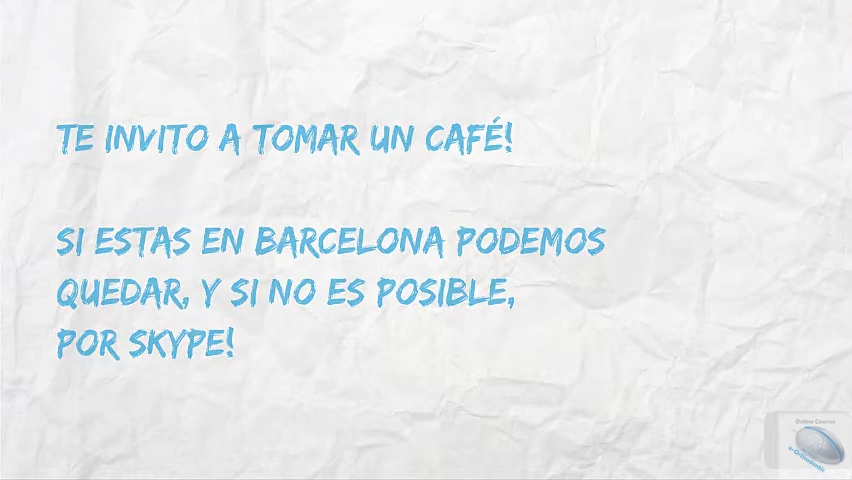 TE INVITO A TOMAR UN CAFÉ!
SI ESTAS EN BARCELONA PODEMOS
QUEDAR, Y SI NO ES POSIBLE,
POR SKYPE!
Online Courses
e-Orthodontic